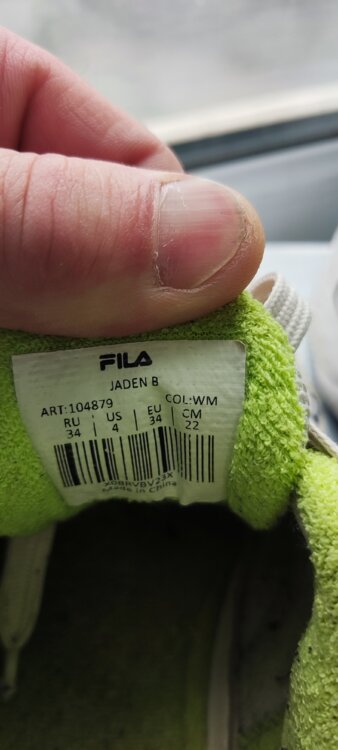 FILA
JADEN B
ART:104879 COL:WM
RU | US | EU | CM
34 | 4 | 34 | 22
Made in China